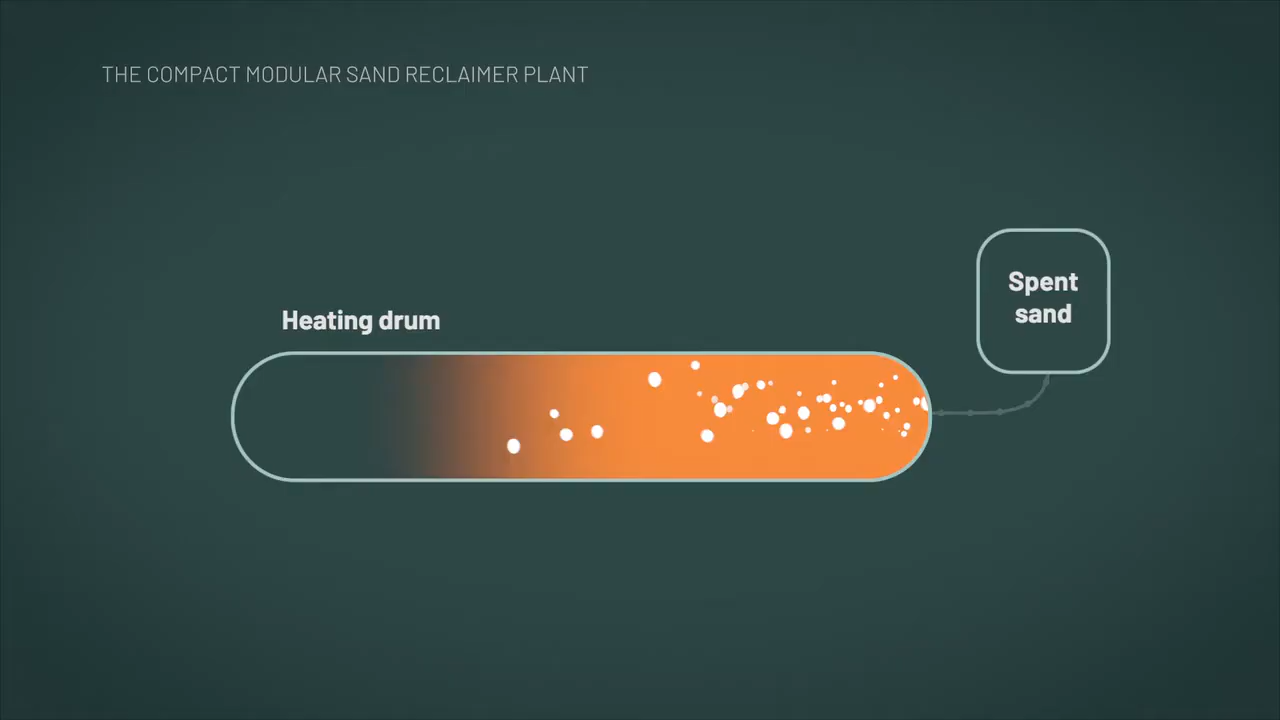 THE COMPACT MODULAR SAND RECLAIMER PLANT
Spent
sand
Heating drum